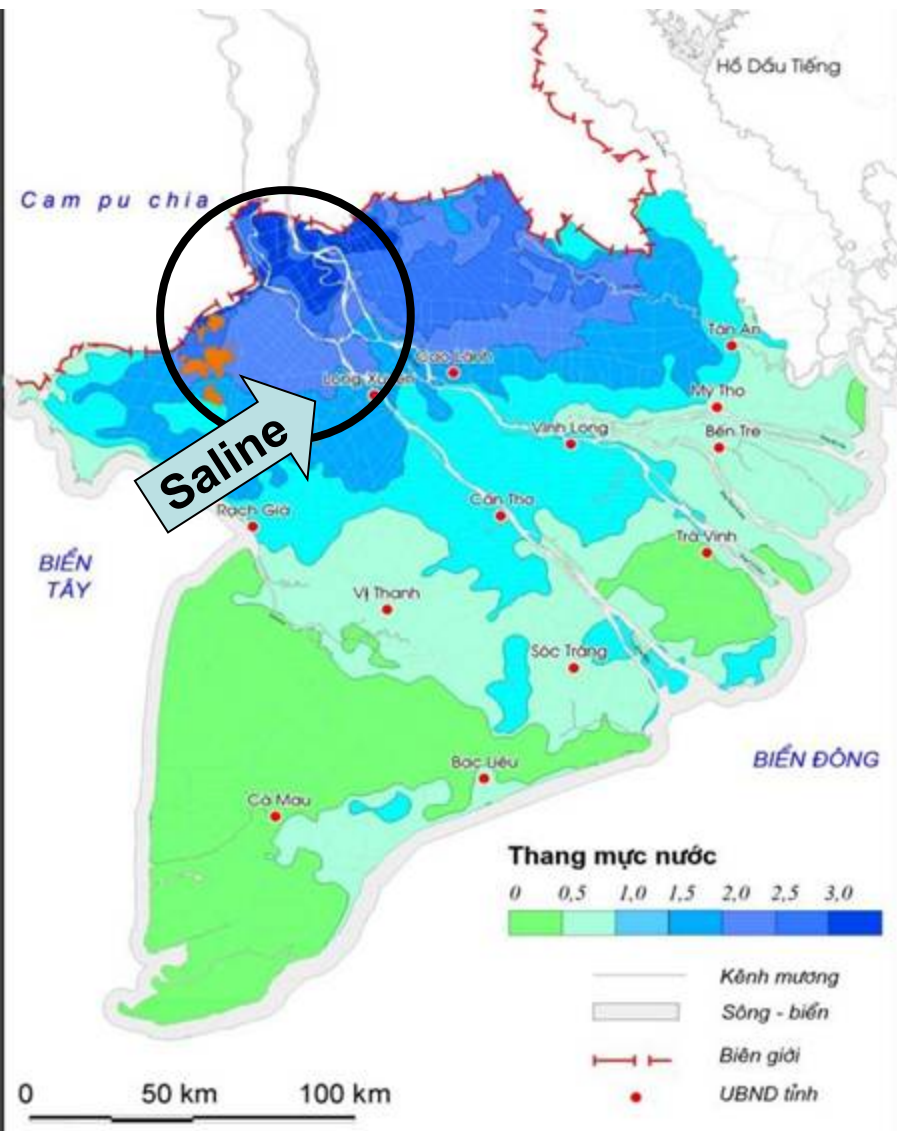 Hồ Dầu Tiếng
Cam pu chia
Tân An
Cao Lãnh
Long Xuyên
Mỹ Tho
Vĩnh Long
Bến Tre
Saline
Cần Thơ
Rạch Giá
Trà Vinh
BIỂN
TÂY
Vị Thanh
Sóc Trăng
BIỂN ĐÔNG
Bạc Liêu
Cà Mau
Thang mực nước
0 0,5 1,0 1,5 2,0 2,5 3,0
Kênh mương
Sông - biển
Biên giới
UBND tỉnh
0 50 km 100 km